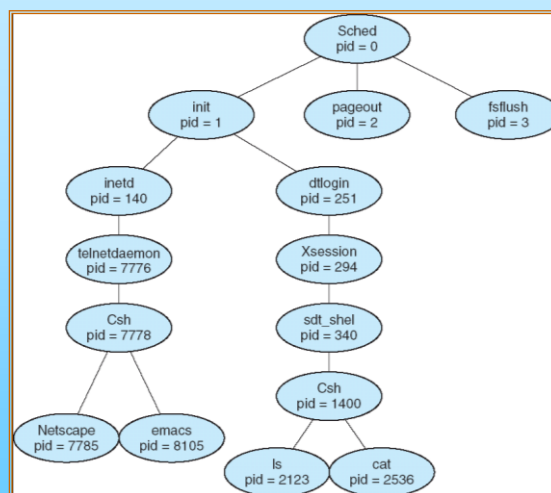 Sched
pid = 0
init
pid = 1
pageout
pid = 2
fsflush
pid = 3
inetd
pid = 140
dtlogin
pid = 251
telnetdaemon
pid = 7776
Xsession
pid = 294
Csh
pid = 7778
sdt_shel
pid = 340
Csh
pid = 1400
Netscape
pid = 7785
emacs
pid = 8105
ls
pid = 2123
cat
pid = 2536